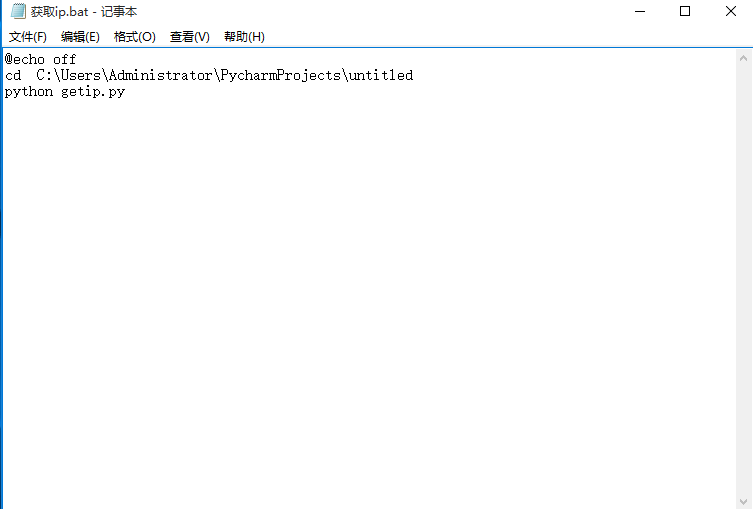 获取ip.bat - 记事本
文件(F) 编辑(E) 格式(O) 查看(V) 帮助(H)
@echo off
cd  C:\Users\Administrator\PycharmProjects\untitled
python getip.py